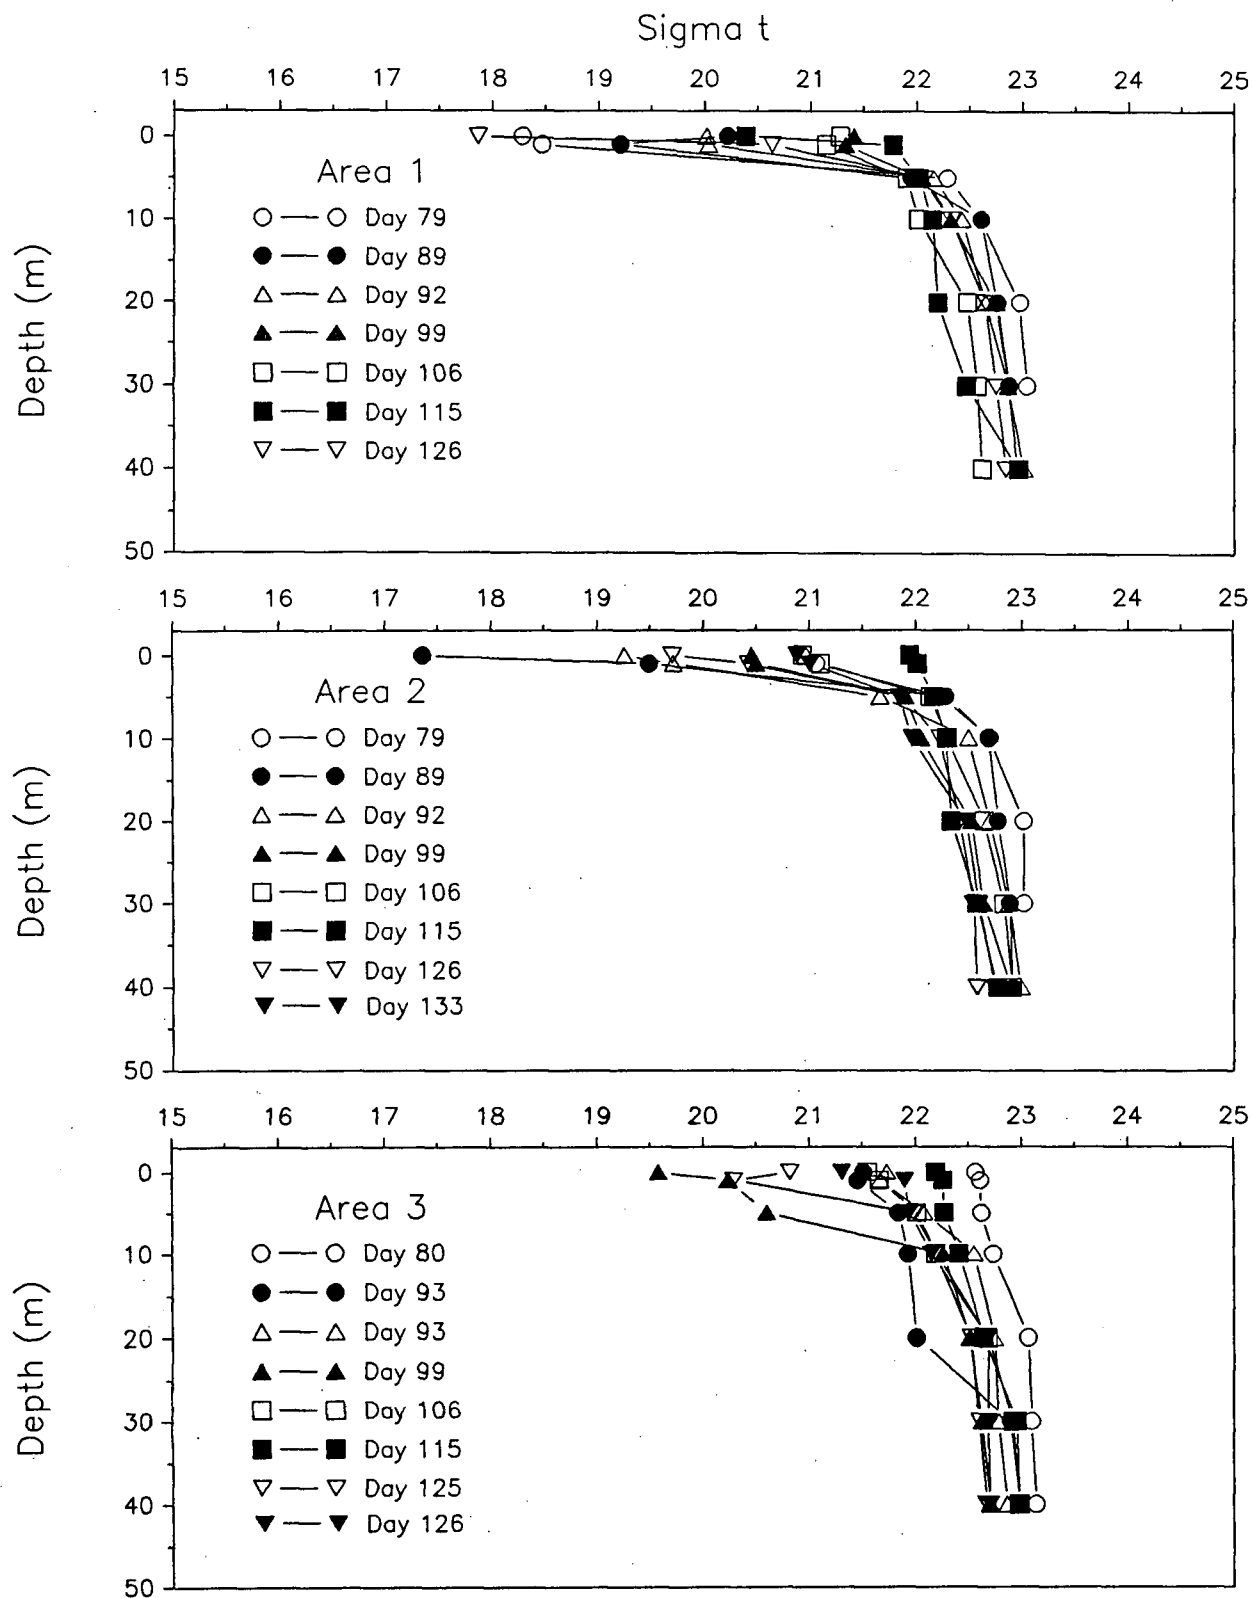 Sigma t
15 16 17 18 19 20 21 22 23 24 25
0
Area 1
10
Day 79
Day 89
20
Day 92
Day 99
30
Day 106
Day 115
40
Day 126
50
Depth (m)
15 16 17 18 19 20 21 22 23 24 25
0
Area 2
10
Day 79
Day 89
20
Day 92
Day 99
30
Day 106
Day 115
40
Day 126
Day 133
50
Depth (m)
15 16 17 18 19 20 21 22 23 24 25
0
Area 3
10
Day 80
Day 93
20
Day 93
Day 99
30
Day 106
Day 115
40
Day 125
Day 126
50
Depth (m)